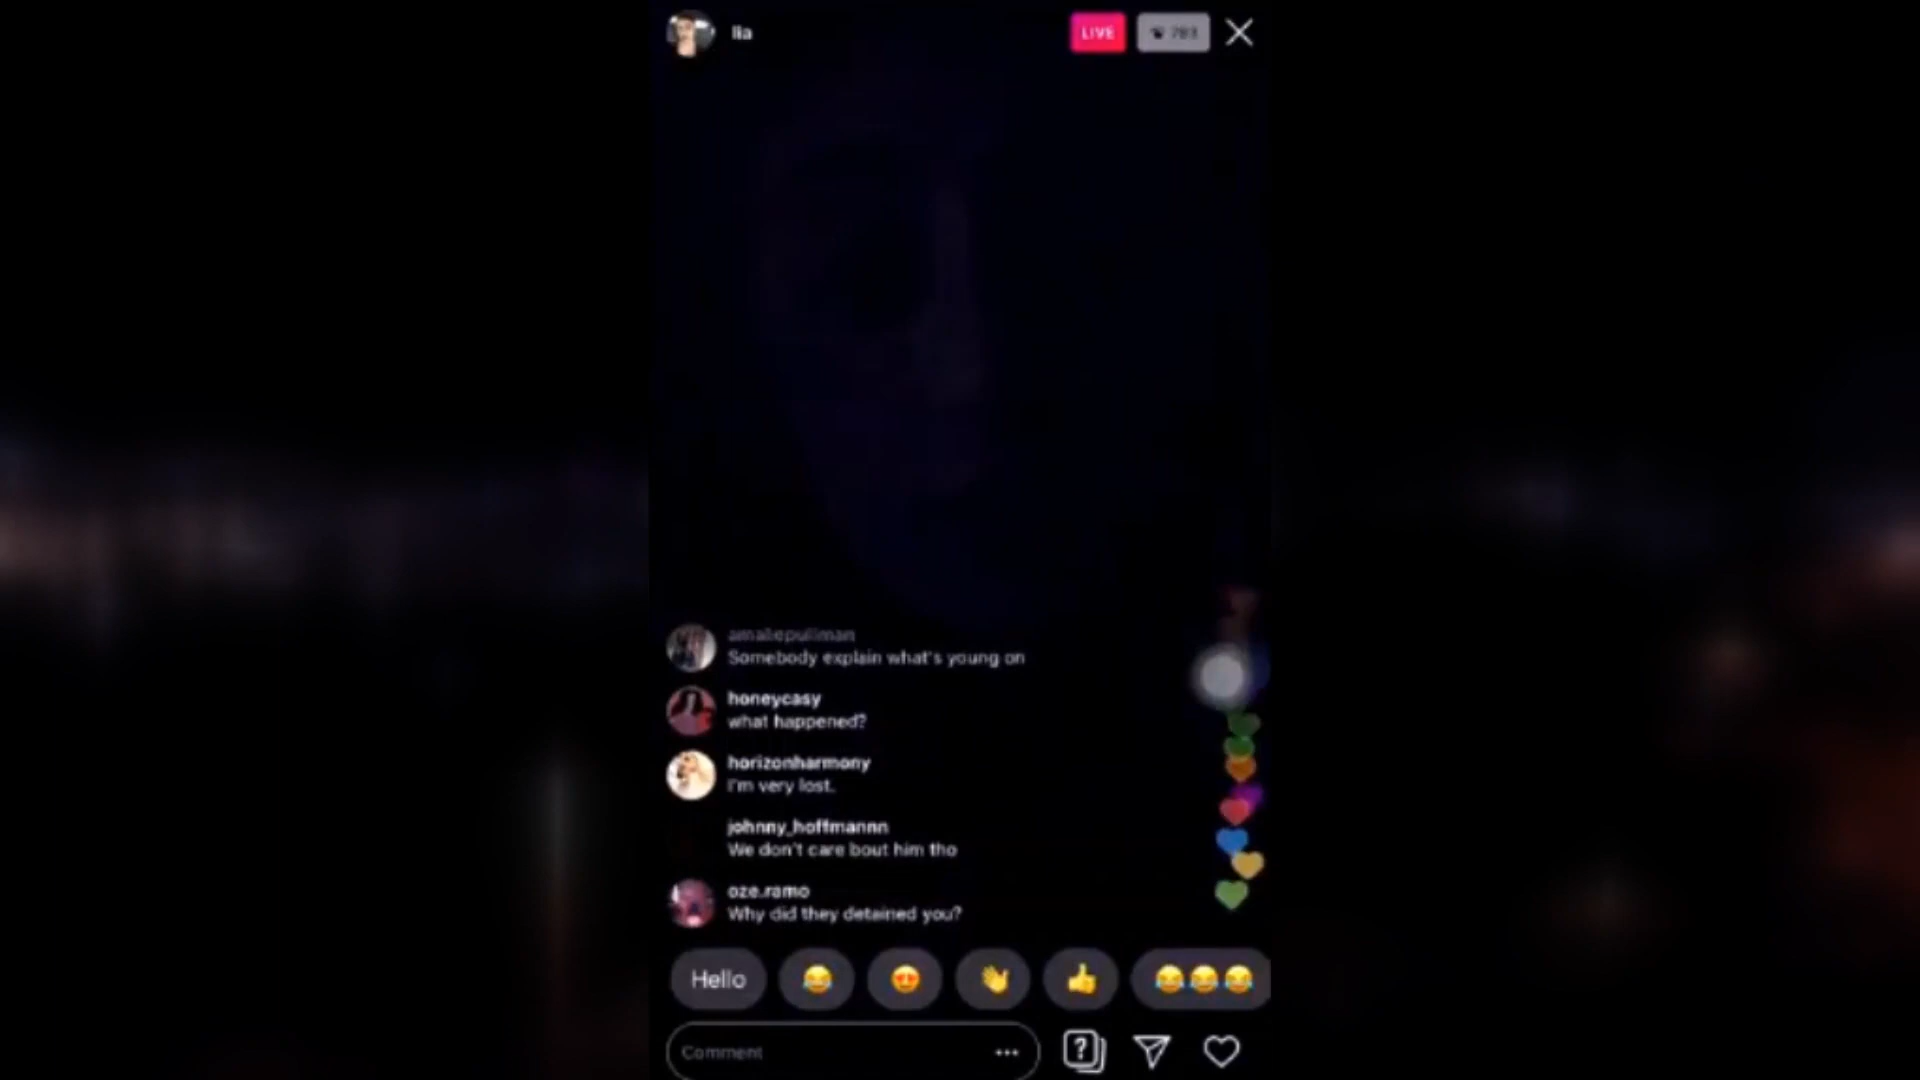 lia
LIVE
783
amaliepullman
Somebody explain what's young on
honeycasy
what happened?
horizonharmony
I'm very lost.
johnny_hoffmannn
We don't care bout him tho
oze.ramo
Why did they detained you?
Hello
Comment